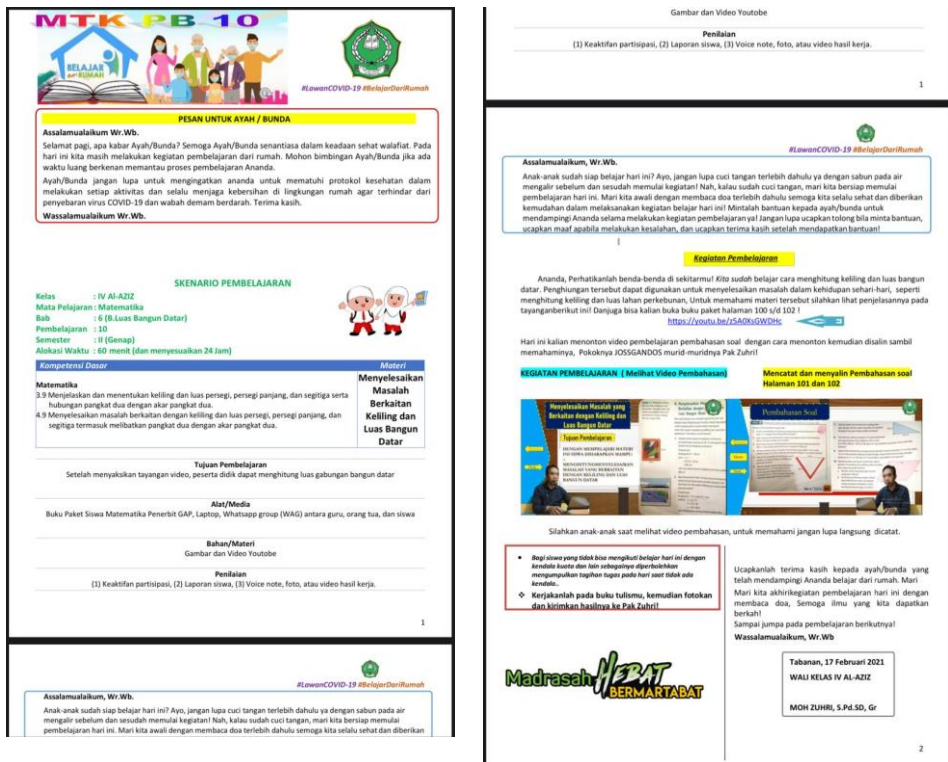 MTK PB 10
BELAJAR
RUMAH
#LawanCOVID-19 #BelajarDariRumah
PESAN UNTUK AYAH / BUNDA
Assalamualaikum Wr.Wb.
Selamat pagi, apa kabar Ayah/Bunda? Semoga Ayah/Bunda senantiasa dalam keadaan sehat walafiat. Pada
hari ini kita masih melakukan kegiatan pembelajaran dari rumah. Mohon bimbingan Ayah/Bunda jika ada
waktu luang berkenan memantau proses pembelajaran Ananda.
Ayah/Bunda jangan lupa untuk mengingatkan ananda untuk mematuhi protokol kesehatan dalam
melakukan setiap aktivitas dan selalu menjaga kebersihan di lingkungan rumah agar terhindar dari
penyebaran virus COVID-19 dan wabah demam berdarah. Terima kasih.
Wassalamualaikum Wr.Wb.
SKENARIO PEMBELAJARAN
Kelas : IV Al-AZIZ
Mata Pelajaran : Matematika
Bab : 6 (B.Luas Bangun Datar)
Pembelajaran : 10
Semester : II (Genap)
Alokasi Waktu : 60 menit (dan menyesuaikan 24 Jam)
Kompetensi Dasar Materi
Matematika
3.9 Menjelaskan dan menentukan keliling dan luas persegi, persegi panjang, dan segitiga serta
hubungan pangkat dua dengan akar pangkat dua.
4.9 Menyelesaikan masalah berkaitan dengan keliling dan luas persegi, persegi panjang, dan
segitiga termasuk melibatkan pangkat dua dengan akar pangkat dua.
Menyelesaikan
Masalah
Berkaitan
Keliling dan
Luas Bangun
Datar
Tujuan Pembelajaran
Setelah menyaksikan tayangan video, peserta didik dapat menghitung luas gabungan bangun datar
Alat/Media
Buku Paket Siswa Matematika Penerbit GAP, Laptop, Whatsapp group (WAG) antara guru, orang tua, dan siswa
Bahan/Materi
Gambar dan Video Youtobe
Penilaian
(1) Keaktifan partisipasi, (2) Laporan siswa, (3) Voice note, foto, atau video hasil kerja.
1
#LawanCOVID-19 #BelajarDariRumah
Assalamualaikum, Wr.Wb.
Anak-anak sudah siap belajar hari ini? Ayo, jangan lupa cuci tangan terlebih dahulu ya dengan sabun pada air
mengalir sebelum dan sesudah memulai kegiatan! Nah, kalau sudah cuci tangan, mari kita bersiap memulai
pembelajaran hari ini. Mari kita awali dengan membaca doa terlebih dahulu semoga kita selalu sehat dan diberikan
Gambar dan Video Youtobe
Penilaian
(1) Keaktifan partisipasi, (2) Laporan siswa, (3) Voice note, foto, atau video hasil kerja.
1
#LawanCOVID-19 #BelajarDariRumah
Assalamualaikum, Wr.Wb.
Anak-anak sudah siap belajar hari ini? Ayo, jangan lupa cuci tangan terlebih dahulu ya dengan sabun pada air
mengalir sebelum dan sesudah memulai kegiatan! Nah, kalau sudah cuci tangan, mari kita bersiap memulai
pembelajaran hari ini. Mari kita awali dengan membaca doa terlebih dahulu semoga kita selalu sehat dan diberikan
kemudahan dalam melaksanakan kegiatan belajar hari ini! Mintalah bantuan kepada ayah/bunda untuk
mendampingi Ananda selama melakukan kegiatan pembelajaran ya! Jangan lupa ucapkan tolong bila minta bantuan,
ucapkan maaf apabila melakukan kesalahan, dan ucapkan terima kasih setelah mendapatkan bantuan!
Kegiatan Pembelajaran
Ananda, Perhatikanlah benda-benda di sekitarmu! Kita sudah belajar cara menghitung keliling dan luas bangun
datar. Penghiungan tersebut dapat digunakan untuk menyelesaikan masalah dalam kehidupan sehari-hari, seperti
menghitung keliling dan luas lahan perkebunan, Untuk memahami materi tersebut silahkan lihat penjelasannya pada
tayanganberikut ini! Danjuga bisa kalian buka buku paket halaman 100 s/d 102 !
https://youtu.be/zSA0XsGWDHc
Hari ini kalian menonton video pembelajaran pembahasan soal dengan cara menonton kemudian disalin sambil
memahaminya, Pokoknya JOSSGANDOS murid-muridnya Pak Zuhri!
KEGIATAN PEMBELAJARAN ( Melihat Video Pembahasan)
Mencatat dan menyalin Pembahasan soal
Halaman 101 dan 102
Menyelesaikan Masalah yang
Berkaitan dengan Keliling dan
Luas Bangun Datar
Tujuan Pembelajaran
DENGAN MEMPELAJARI MATERI
INI SISWA DIHARAPKAN MAMPU :
MENGHITUNG/MENYELESAIKAN
MASALAH YANG BERKAITAN
DENGAN KELILING DAN LUAS
BANGUN DATAR
Pembahasan Soal
Silahkan anak-anak saat melihat video pembahasan, untuk memahami jangan lupa langsung dicatat.
Bagi siswa yang tidak bisa mengikuti belajar hari ini dengan
kendala kuota dan lain sebagainya diperbolehkan
mengumpulkan tagihan tugas pada hari saat tidak ada
kendala..
Kerjakanlah pada buku tulismu, kemudian fotokan
dan kirimkan hasilnya ke Pak Zuhri!
Ucapkanlah terima kasih kepada ayah/bunda yang
telah mendampingi Ananda belajar dari rumah. Mari
Mari kita akhirikegiatan pembelajaran hari ini dengan
membaca doa, Semoga ilmu yang kita dapatkan
berkah!
Sampai jumpa pada pembelajaran berikutnya!
Wassalamualaikum, Wr.Wb
Madrasah HEBAT
BERMARTABAT
Tabanan, 17 Februari 2021
WALI KELAS IV AL-AZIZ
MOH ZUHRI, S.Pd.SD, Gr
2